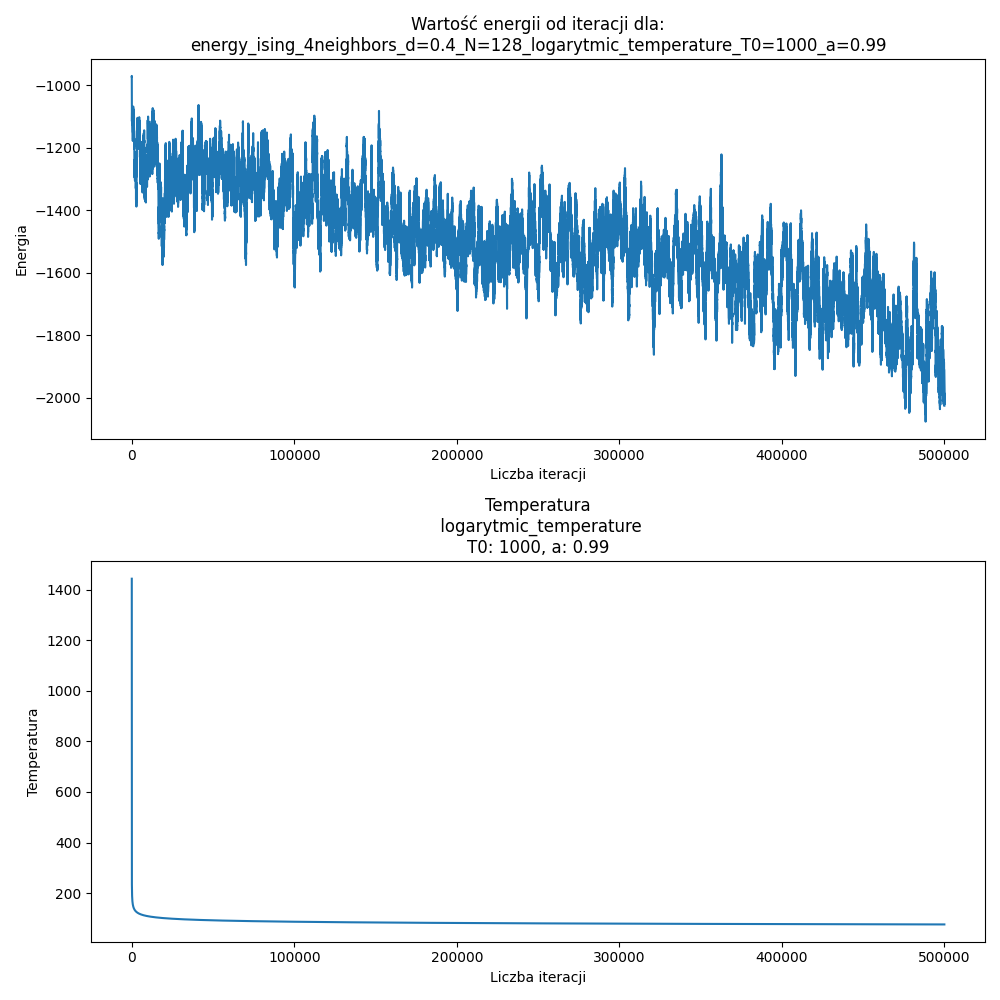 Wartość energii od iteracji dla:
energy_ising_4neighbors_d=0.4_N=128_logarytmic_temperature_T0=1000_a=0.99
−1000
−1200
−1400
−1600
−1800
−2000
Energia
0 100000 200000 300000 400000 500000
Liczba iteracji
Temperatura
logarytmic_temperature
T0: 1000, a: 0.99
1400
1200
1000
800
600
400
200
Temperatura
0 100000 200000 300000 400000 500000
Liczba iteracji